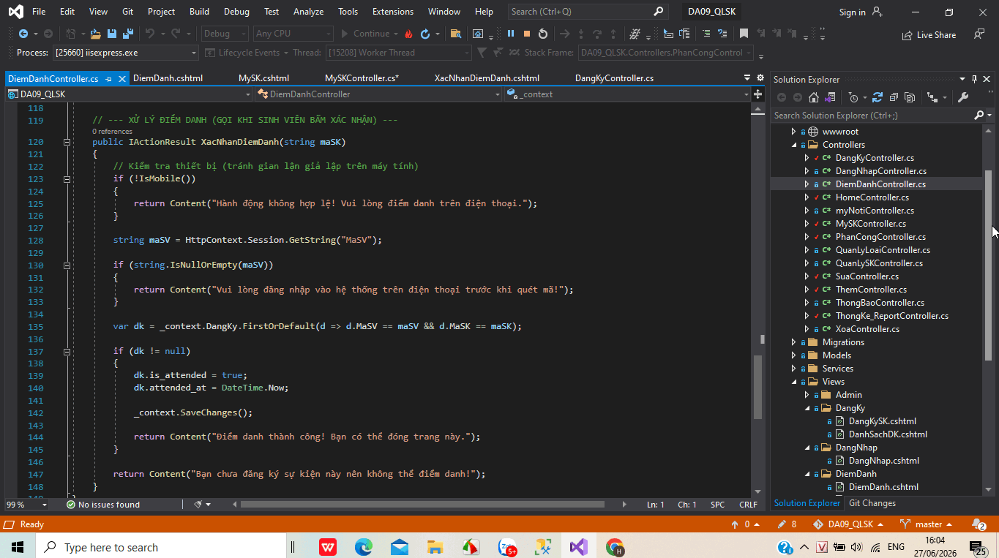 File Edit View Git Project Build Debug Test Analyze Tools Extensions Window Help Search (Ctrl+Q) DA09_QLSK Sign in
Debug Any CPU Continue Live Share
Process: [25660] iisexpress.exe Lifecycle Events Thread: [15208] Worker Thread Stack Frame: DA09_QLSK.Controllers.PhanCongControl
DiemDanhController.cs DiemDanh.cshtml MySK.cshtml MySKController.cs* XacNhanDiemDanh.cshtml DangKyController.cs
DA09_QLSK DiemDanhController _context
118
119 // --- XỬ LÝ ĐIỂM DANH (GỌI KHI SINH VIÊN BẤM XÁC NHẬN) ---
0 references
120 public IActionResult XacNhanDiemDanh(string maSK)
121 {
122 // Kiểm tra thiết bị (tránh gian lận giả lập trên máy tính)
123 if (!IsMobile())
124 {
125 return Content("Hành động không hợp lệ! Vui lòng điểm danh trên điện thoại.");
126 }
127
128 string maSV = HttpContext.Session.GetString("MaSV");
129
130 if (string.IsNullOrEmpty(maSV))
131 {
132 return Content("Vui lòng đăng nhập vào hệ thống trên điện thoại trước khi quét mã!");
133 }
134
135 var dk = _context.DangKy.FirstOrDefault(d => d.MaSV == maSV && d.MaSK == maSK);
136
137 if (dk != null)
138 {
139 dk.is_attended = true;
140 dk.attended_at = DateTime.Now;
141
142 _context.SaveChanges();
143
144 return Content("Điểm danh thành công! Bạn có thể đóng trang này.");
145 }
146
147 return Content("Bạn chưa đăng ký sự kiện này nên không thể điểm danh!");
148 }
99 % No issues found Ln: 1 Ch: 1 SPC CRLF
Solution Explorer
Search Solution Explorer (Ctrl+;)
wwwroot
Controllers
C# DangKyController.cs
C# DangNhapController.cs
C# DiemDanhController.cs
C# HomeController.cs
C# myNotiController.cs
C# MySKController.cs
C# PhanCongController.cs
C# QuanLyLoaiController.cs
C# QuanLySKController.cs
C# SuaController.cs
C# ThemController.cs
C# ThongBaoController.cs
C# ThongKe_ReportController.cs
C# XoaController.cs
Migrations
Models
Services
Views
Admin
DangKy
DangKySK.cshtml
DanhSachDK.cshtml
DangNhap
DangNhap.cshtml
DiemDanh
DiemDanh.cshtml
Solution Explorer Git Changes
Ready 0 8 DA09_QLSK master 2
Type here to search
5+
H
V
ENG
16:04
27/06/2026
25